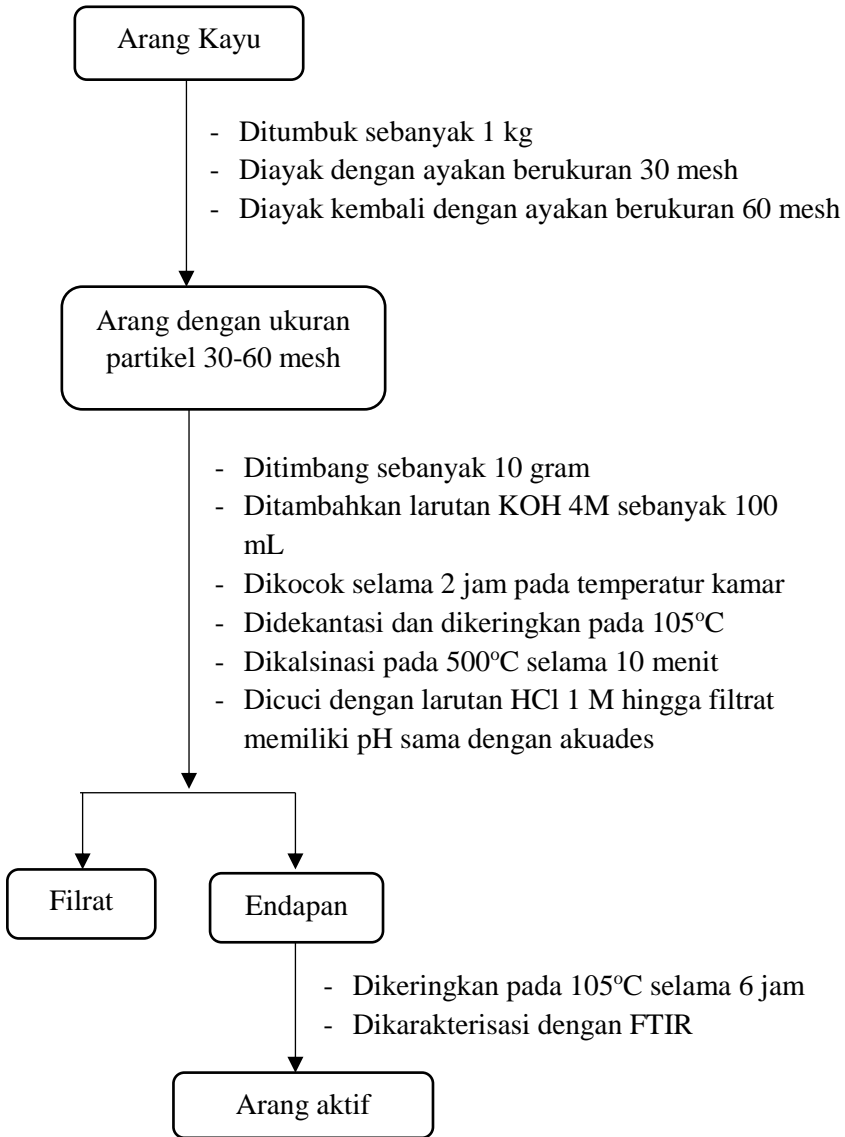 Arang Kayu
- Ditumbuk sebanyak 1 kg
- Diayak dengan ayakan berukuran 30 mesh
- Diayak kembali dengan ayakan berukuran 60 mesh
Arang dengan ukuran
partikel 30-60 mesh
- Ditimbang sebanyak 10 gram
- Ditambahkan larutan KOH 4M sebanyak 100
mL
- Dikocok selama 2 jam pada temperatur kamar
- Didekantasi dan dikeringkan pada 105°C
- Dikalsinasi pada 500°C selama 10 menit
- Dicuci dengan larutan HCl 1 M hingga filtrat
memiliki pH sama dengan akuades
Filrat
Endapan
- Dikeringkan pada 105°C selama 6 jam
- Dikarakterisasi dengan FTIR
Arang aktif